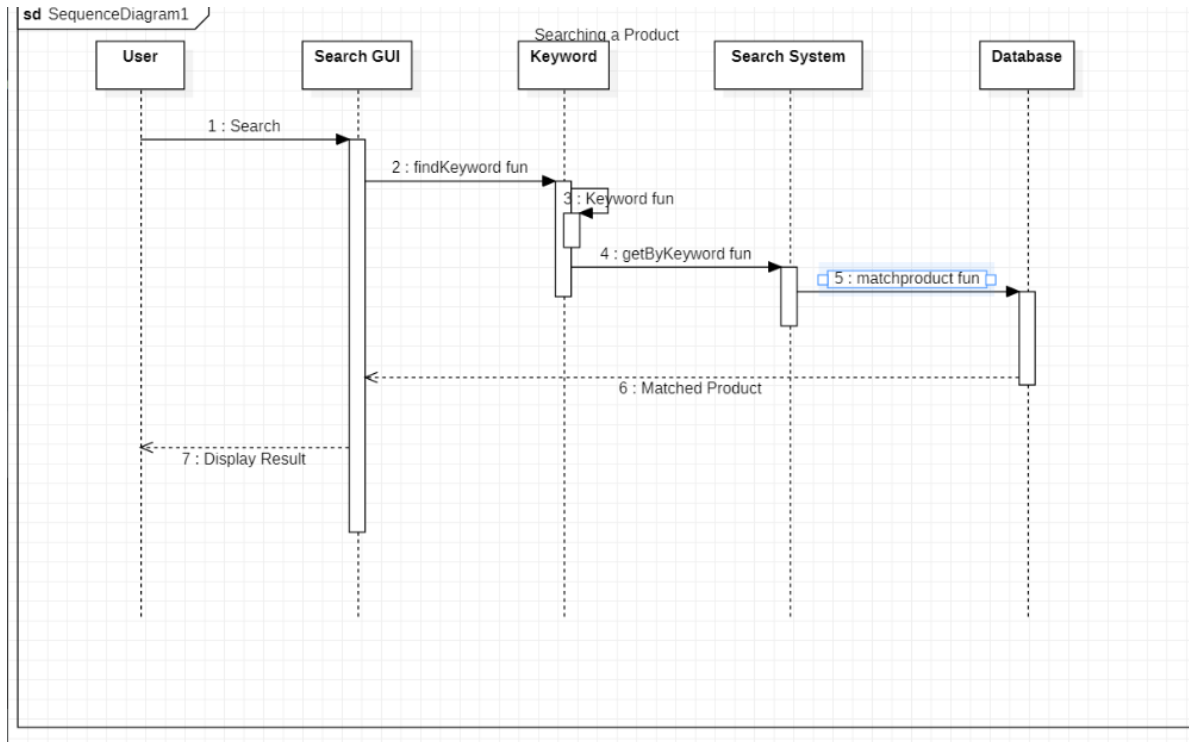 sd SequenceDiagram1
Searching a Product
User
Search GUI
Keyword
Search System
Database
1 : Search
2 : findKeyword fun
3 : Keyword fun
4 : getByKeyword fun
5 : matchproduct fun
6 : Matched Product
7 : Display Result